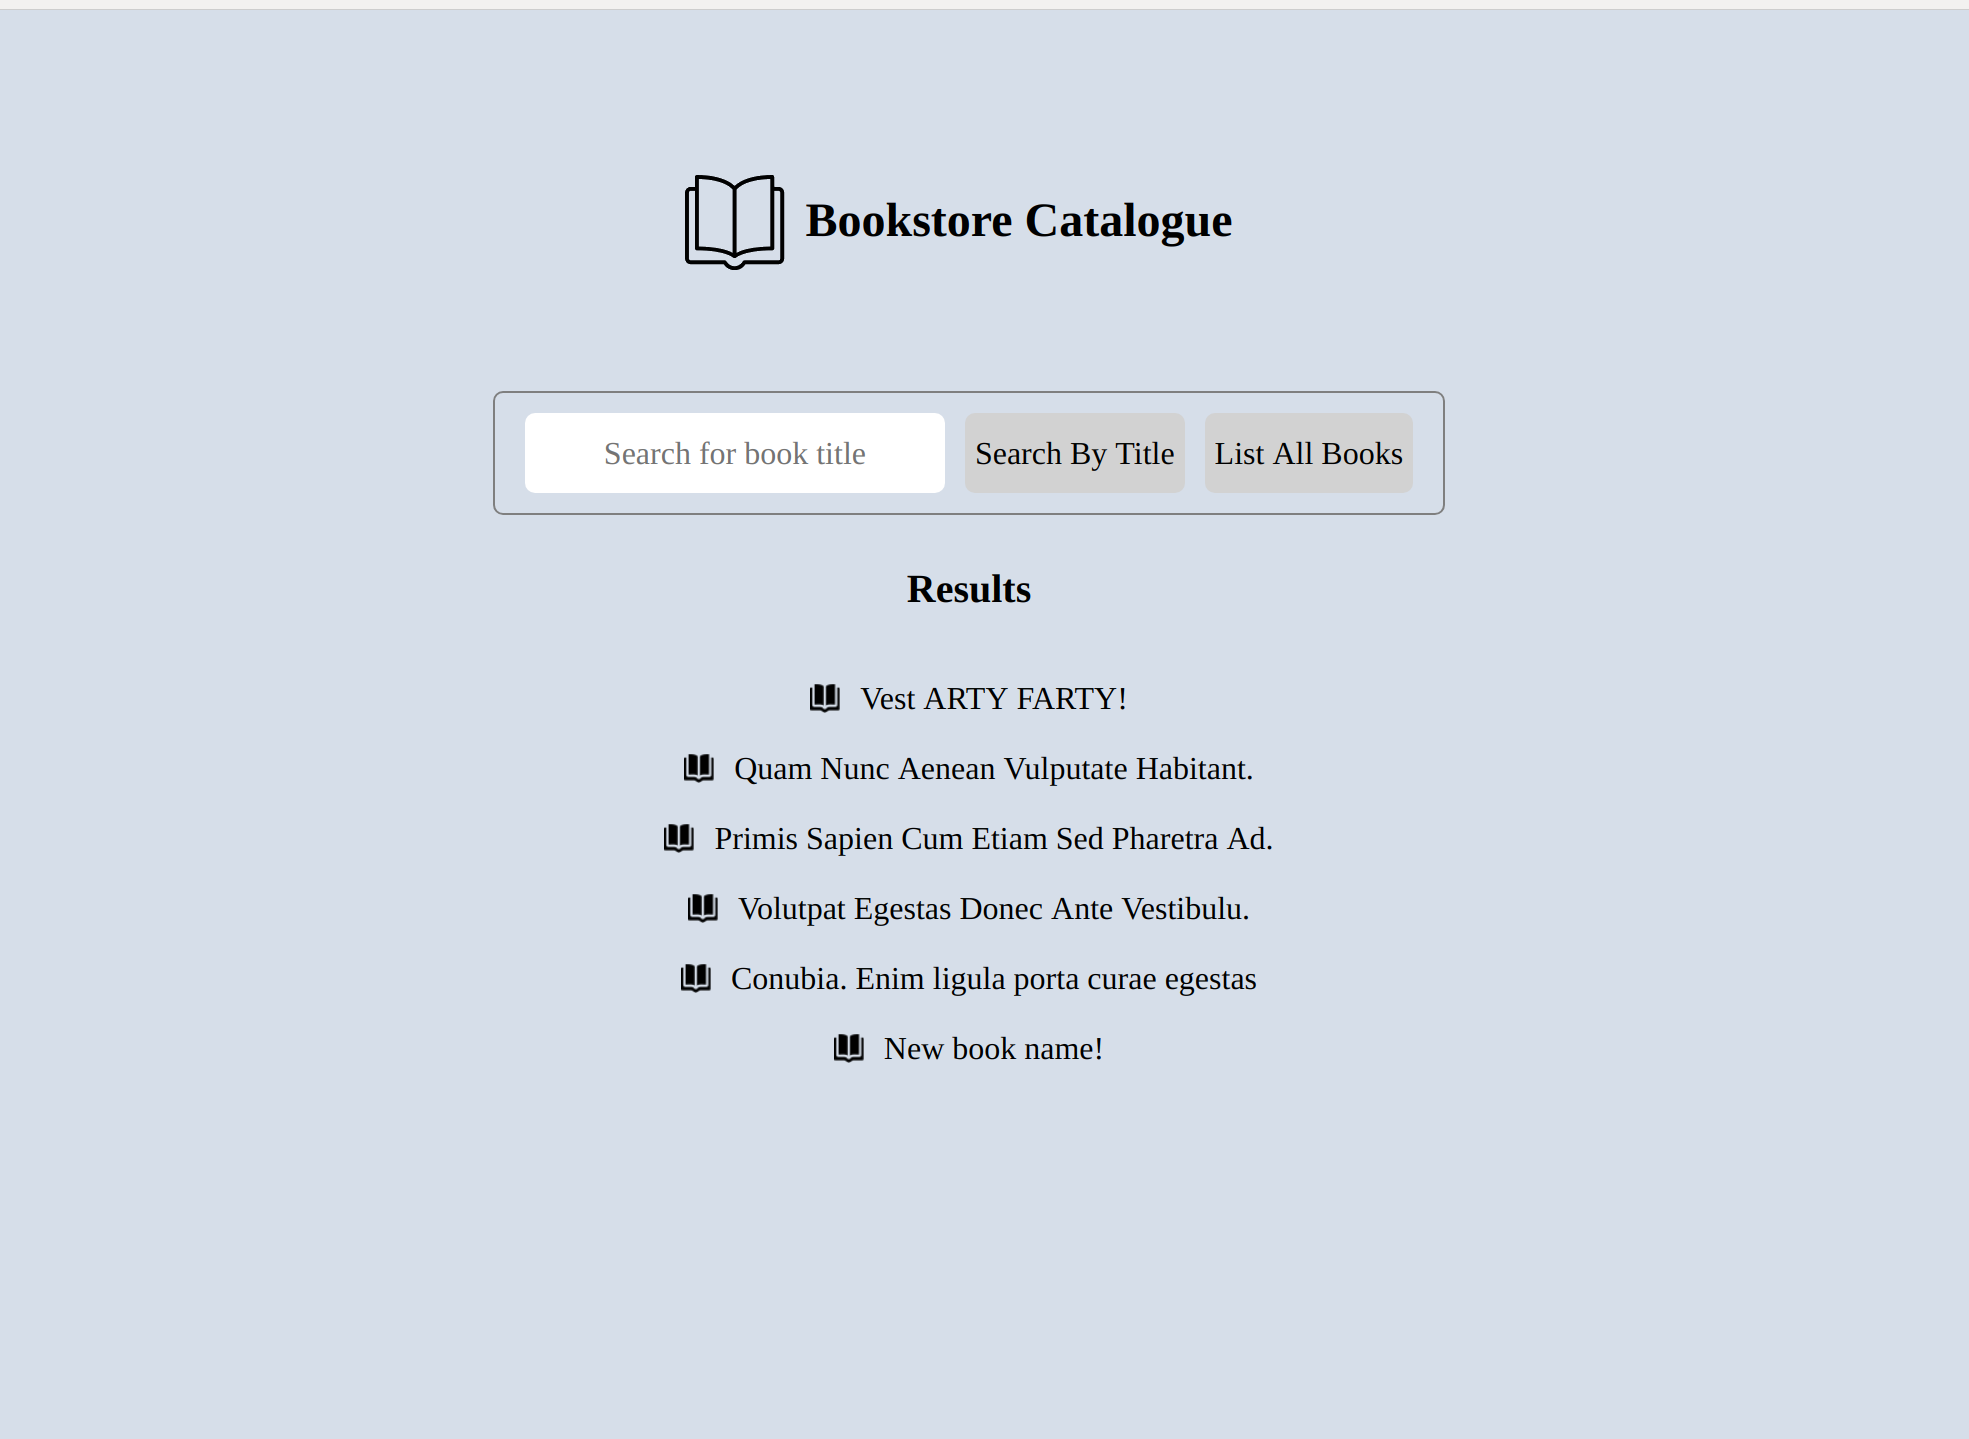 Bookstore Catalogue
Search for book title
Search By Title
List All Books
Results
Vest ARTY FARTY!
Quam Nunc Aenean Vulputate Habitant.
Primis Sapien Cum Etiam Sed Pharetra Ad.
Volutpat Egestas Donec Ante Vestibulu.
Conubia. Enim ligula porta curae egestas
New book name!